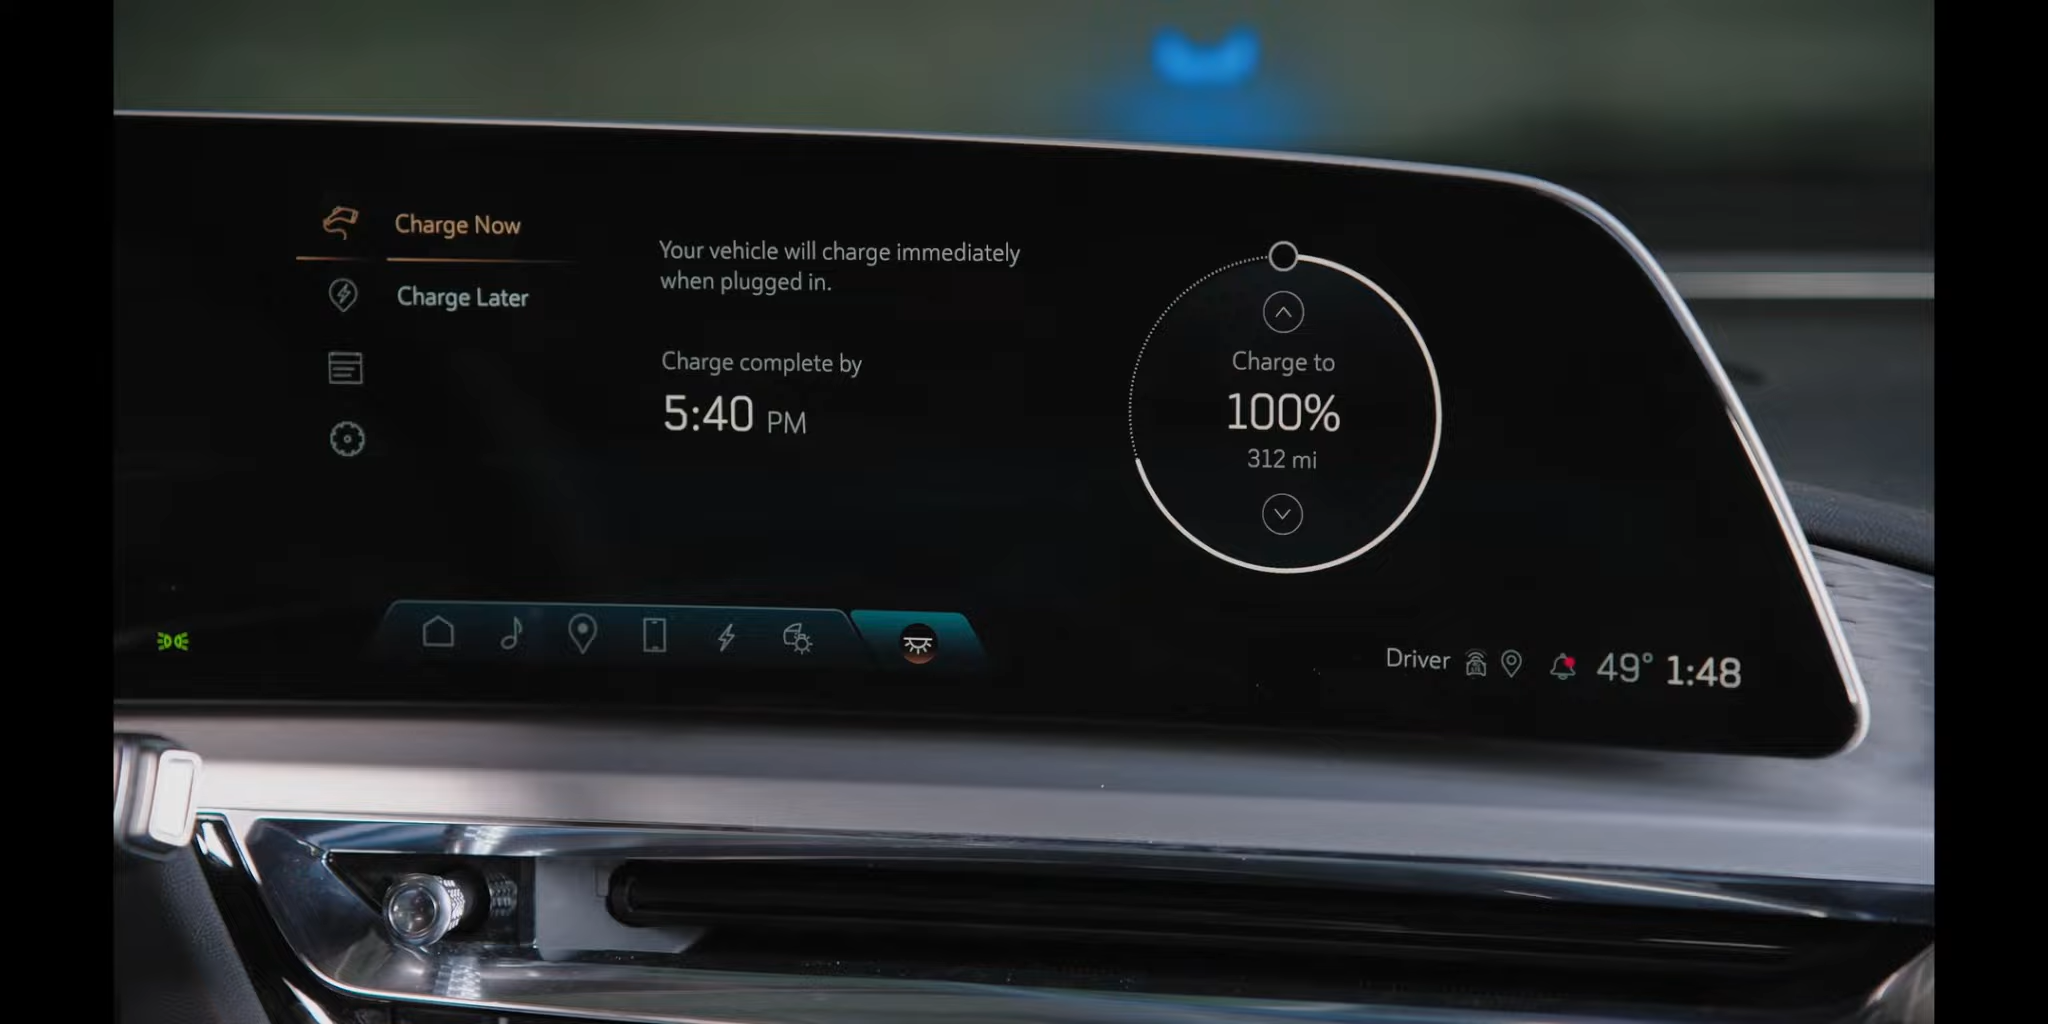 Charge Now
Charge Later
Your vehicle will charge immediately
when plugged in.
Charge complete by
5:40 PM
Charge to
100%
312 mi
Driver
49° 1:48